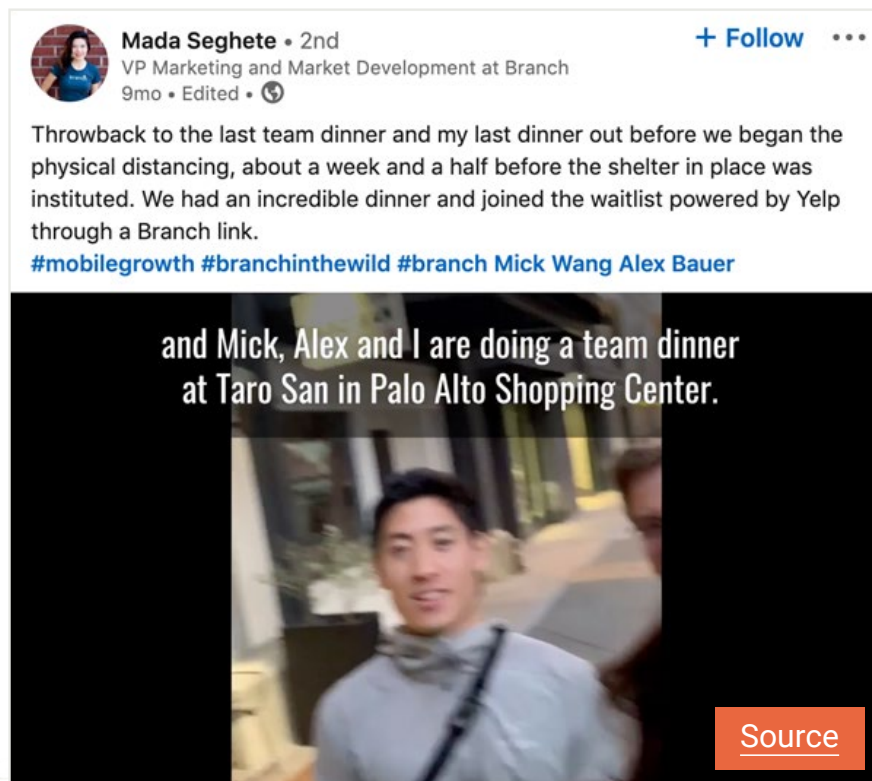 Mada Seghete • 2nd
+ Follow •••
VP Marketing and Market Development at Branch
9mo • Edited •
Throwback to the last team dinner and my last dinner out before we began the
physical distancing, about a week and a half before the shelter in place was
instituted. We had an incredible dinner and joined the waitlist powered by Yelp
through a Branch link.
#mobilegrowth #branchinthewild #branch Mick Wang Alex Bauer
and Mick, Alex and I are doing a team dinner
at Taro San in Palo Alto Shopping Center.
Source